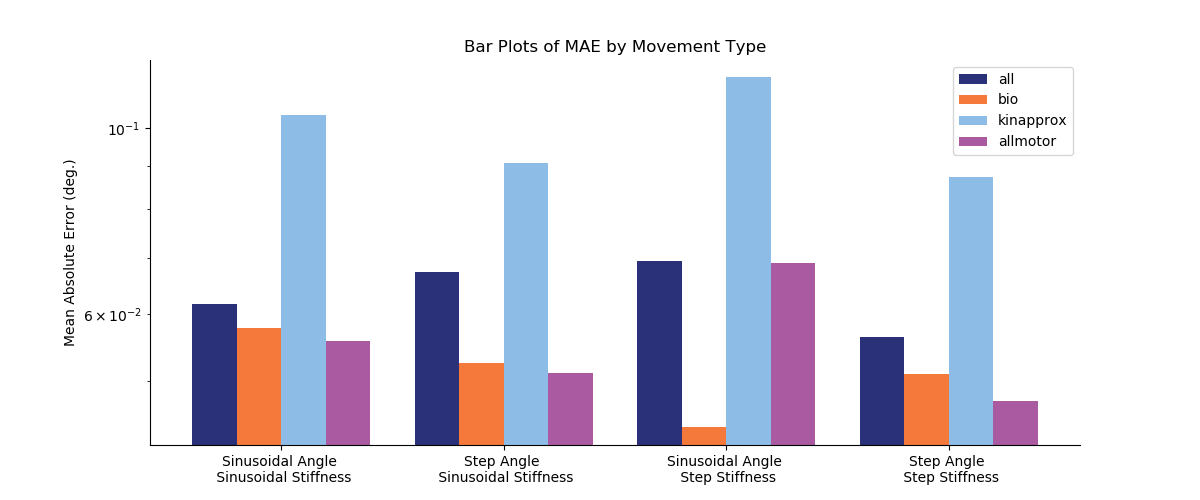 Bar Plots of MAE by Movement Type
all
bio
kinapprox
allmotor
Mean Absolute Error (deg.)
10⁻¹
6 × 10⁻²
Sinusoidal Angle
Sinusoidal Stiffness
Step Angle
Sinusoidal Stiffness
Sinusoidal Angle
Step Stiffness
Step Angle
Step Stiffness